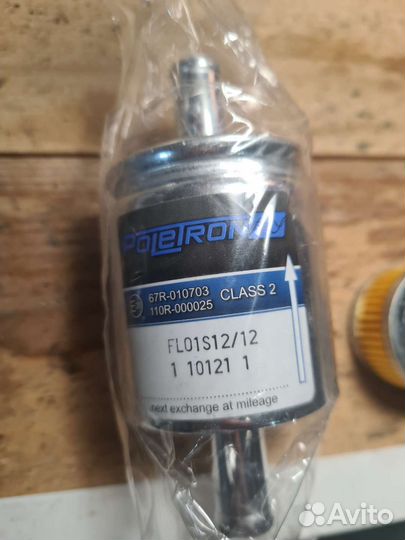 POLETRON
67R-010703
110R-000025 CLASS 2
FL01S12/12
1 10121 1
next exchange at mileage
Avito